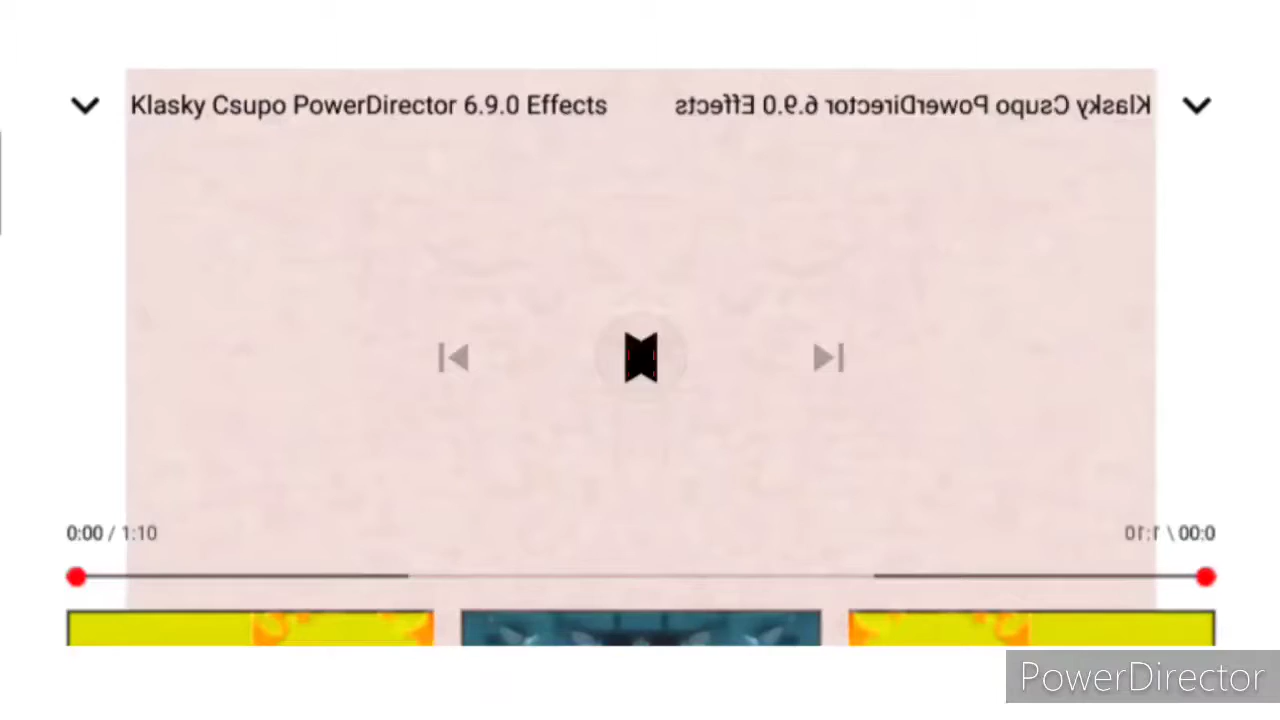 Klasky Csupo PowerDirector 6.9.0 Effects Klasky Csupo PowerDirector 6.9.0 Effects
0:00 / 1:10 0:00 / 1:10
PowerDirector